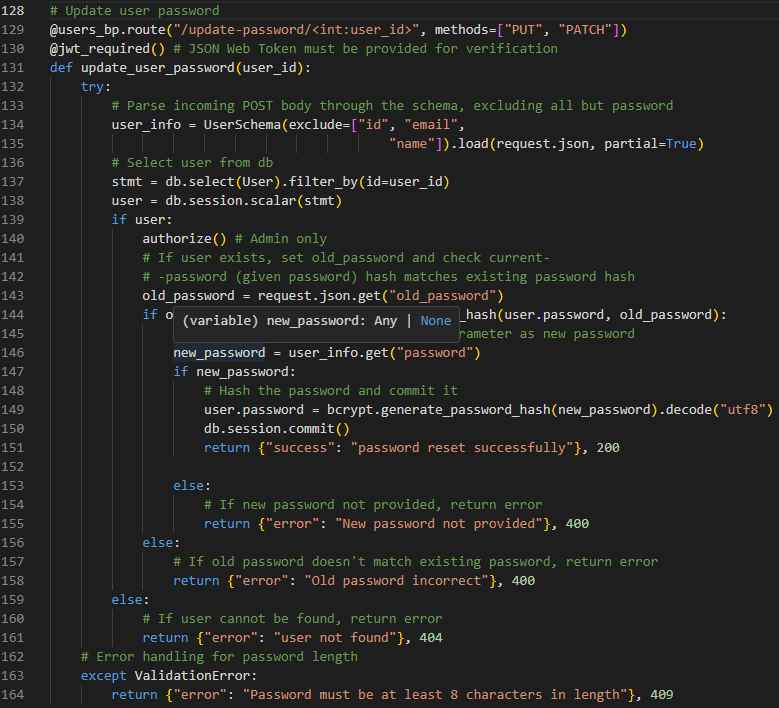 128 # Update user password
129 @users_bp.route("/update-password/<int:user_id>", methods=["PUT", "PATCH"])
130 @jwt_required() # JSON Web Token must be provided for verification
131 def update_user_password(user_id):
132     try:
133         # Parse incoming POST body through the schema, excluding all but password
134         user_info = UserSchema(exclude=["id", "email",
135                                         "name"]).load(request.json, partial=True)
136         # Select user from db
137         stmt = db.select(User).filter_by(id=user_id)
138         user = db.session.scalar(stmt)
139         if user:
140             authorize() # Admin only
141             # If user exists, set old_password and check current-
142             # -password (given password) hash matches existing password hash
143             old_password = request.json.get("old_password")
144             if o _hash(user.password, old_password):
(variable) new_password: Any | None
145                 rameter as new password
146                 new_password = user_info.get("password")
147                 if new_password:
148                     # Hash the password and commit it
149                     user.password = bcrypt.generate_password_hash(new_password).decode("utf8")
150                     db.session.commit()
151                     return {"success": "password reset successfully"}, 200
152
153                 else:
154                     # If new password not provided, return error
155                     return {"error": "New password not provided"}, 400
156             else:
157                 # If old password doesn't match existing password, return error
158                 return {"error": "Old password incorrect"}, 400
159         else:
160             # If user cannot be found, return error
161             return {"error": "user not found"}, 404
162     # Error handling for password length
163     except ValidationError:
164         return {"error": "Password must be at least 8 characters in length"}, 409